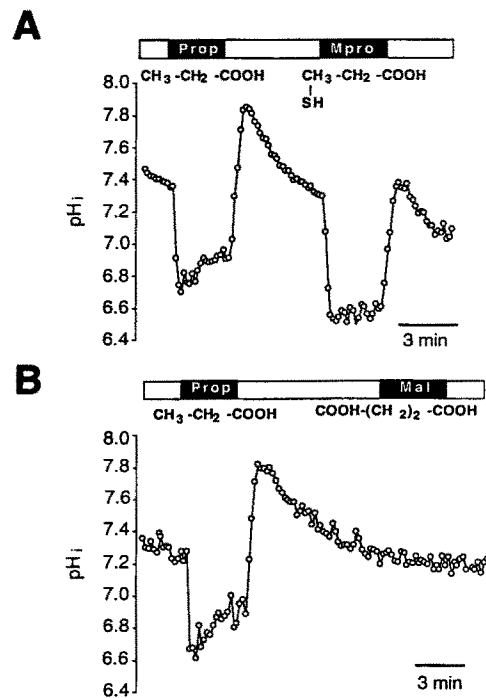 A
Prop Mpro
CH3 -CH2 -COOH CH3 -CH2 -COOH
SH
8.0
7.8
7.6
7.4
7.2
7.0
6.8
6.6
6.4
pHi
3 min
B
Prop Mal
CH3 -CH2 -COOH COOH-(CH 2)2 -COOH
8.0
7.8
7.6
7.4
7.2
7.0
6.8
6.6
6.4
pHi
3 min